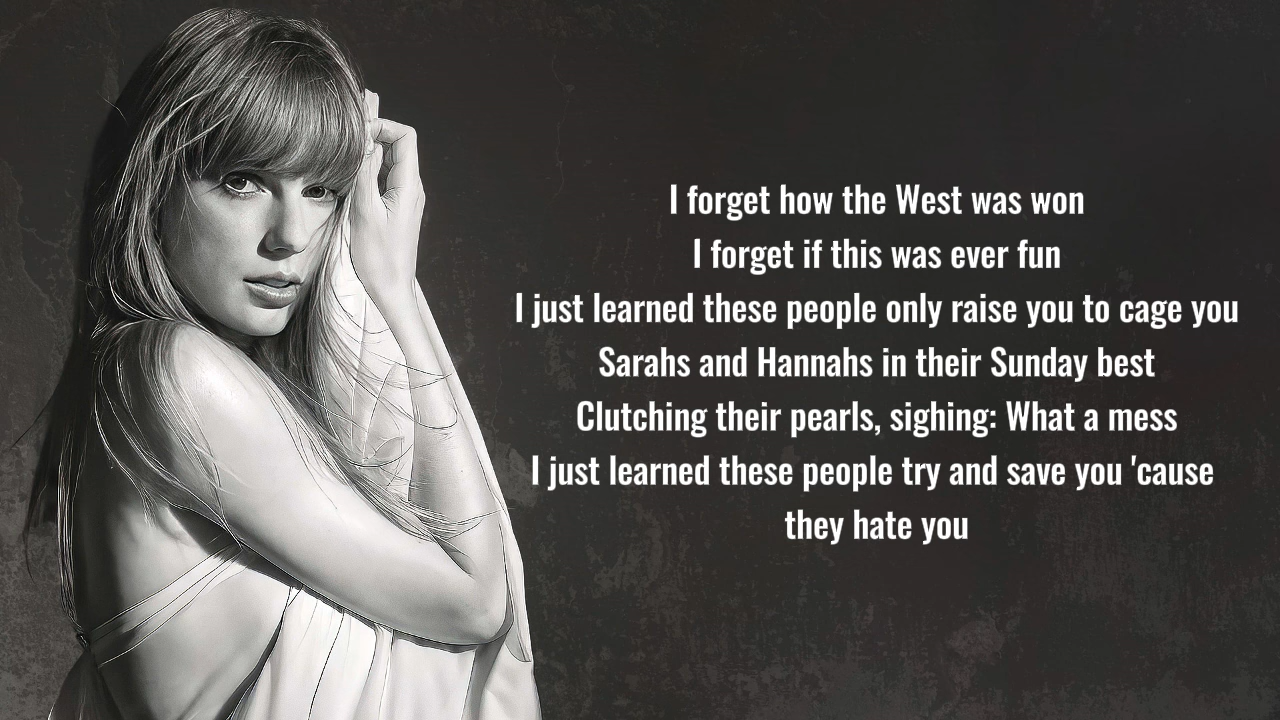 I forget how the West was won
I forget if this was ever fun
I just learned these people only raise you to cage you
Sarahs and Hannahs in their Sunday best
Clutching their pearls, sighing: What a mess
I just learned these people try and save you 'cause
they hate you